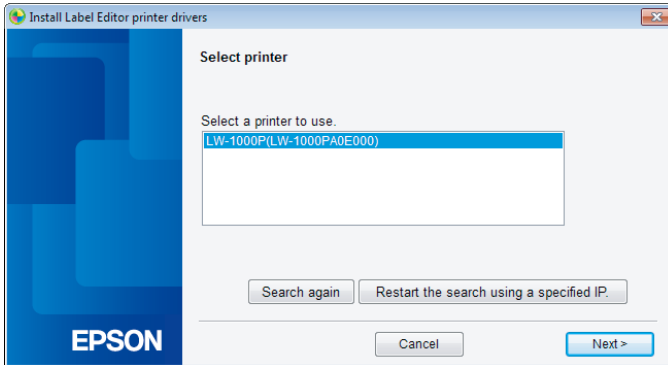 Install Label Editor printer drivers
Select printer
Select a printer to use.
LW-1000P(LW-1000PA0E000)
Search again
Restart the search using a specified IP.
EPSON
Cancel
Next >